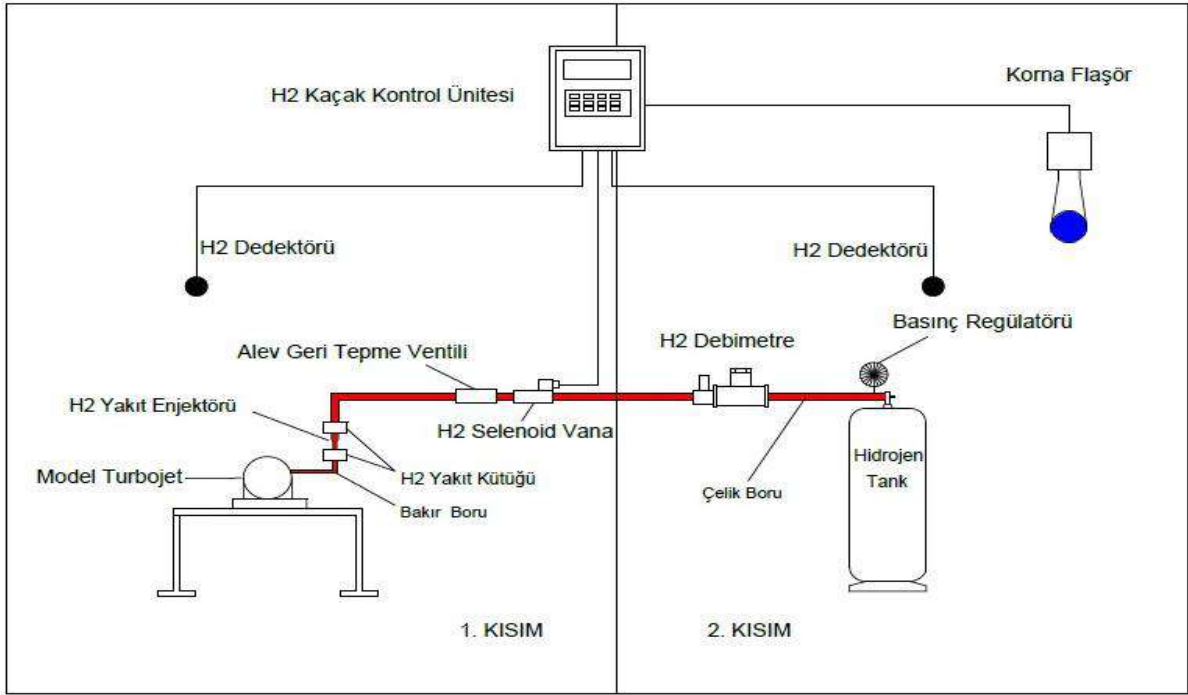 H2 Kaçak Kontrol Ünitesi
Korna Flaşör
H2 Dedektörü
H2 Dedektörü
Basınç Regülatörü
H2 Debimetre
Alev Geri Tepme Ventili
H2 Yakıt Enjektörü
H2 Selenoid Vana
Model Turbojet
H2 Yakıt Kütüğü
Bakır Boru
Çelik Boru
Hidrojen
Tank
1. KISIM
2. KISIM